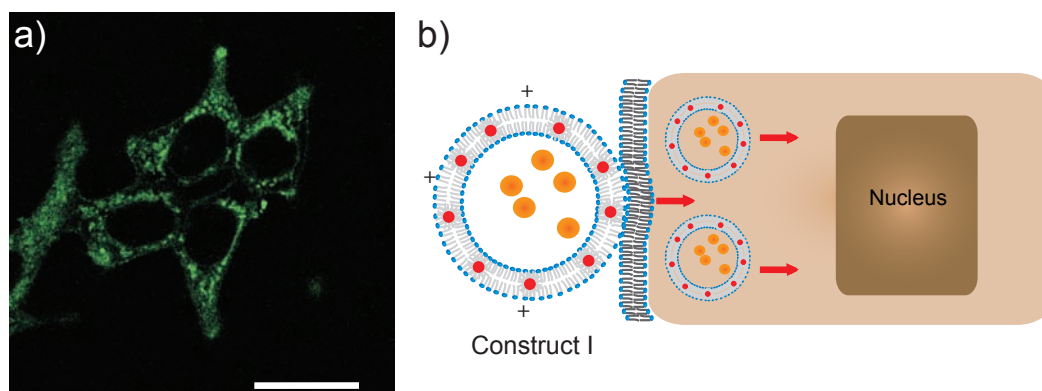 a)
b)
+
+
+
Nucleus
Construct I